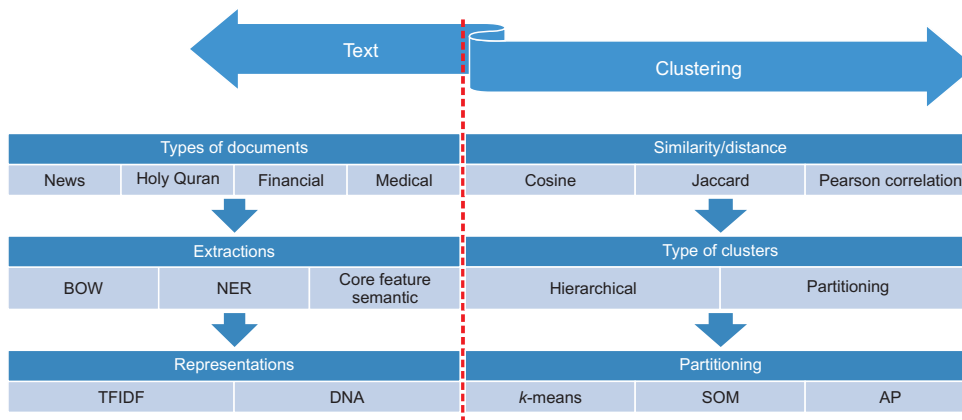 Text
Clustering
Types of documents
News Holy Quran Financial Medical
Extractions
BOW NER Core feature
semantic
Representations
TFIDF DNA
Similarity/distance
Cosine Jaccard Pearson correlation
Type of clusters
Hierarchical Partitioning
Partitioning
k-means SOM AP